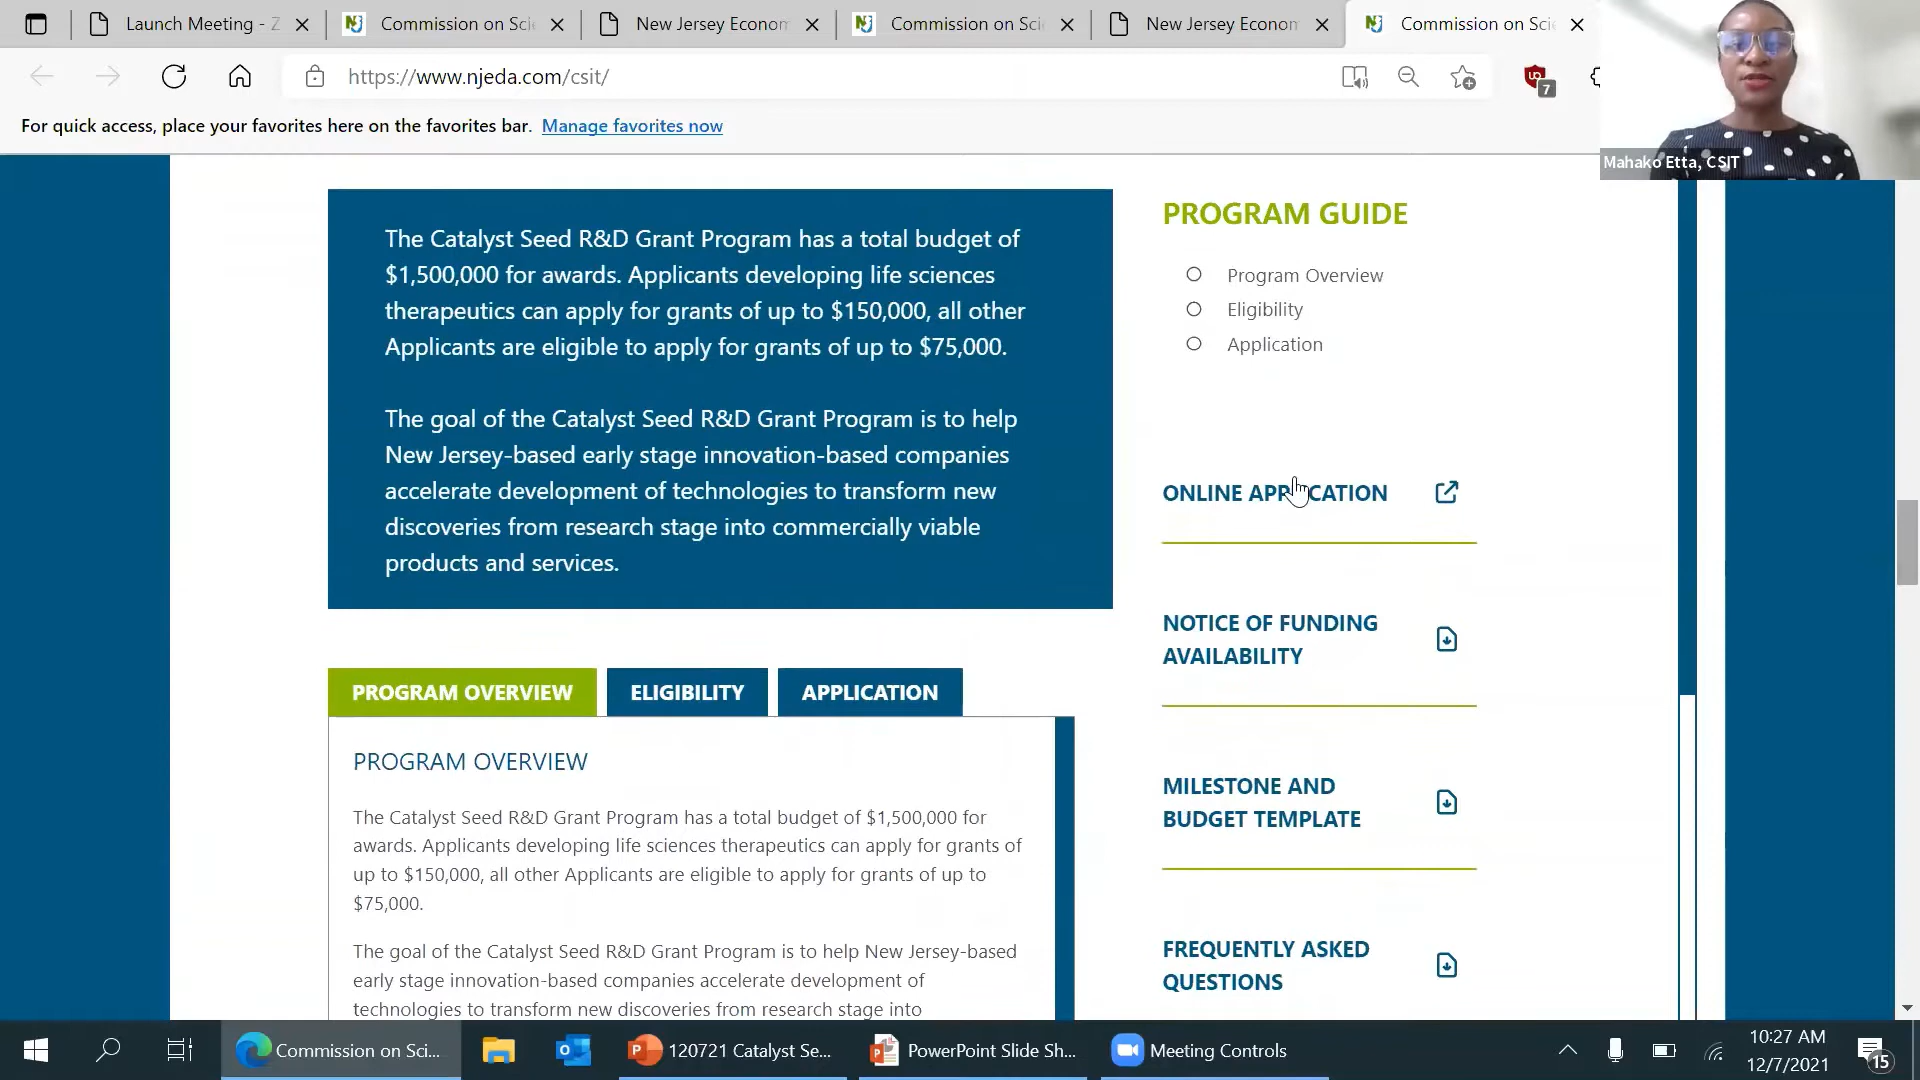 Launch Meeting - Z
Commission on Sci
New Jersey Econom
Commission on Sci
New Jersey Econom
Commission on Sci
https://www.njeda.com/csit/
7
For quick access, place your favorites here on the favorites bar. Manage favorites now
Mahako Etta, CSIT
The Catalyst Seed R&D Grant Program has a total budget of
$1,500,000 for awards. Applicants developing life sciences
therapeutics can apply for grants of up to $150,000, all other
Applicants are eligible to apply for grants of up to $75,000.
The goal of the Catalyst Seed R&D Grant Program is to help
New Jersey-based early stage innovation-based companies
accelerate development of technologies to transform new
discoveries from research stage into commercially viable
products and services.
PROGRAM GUIDE
Program Overview
Eligibility
Application
ONLINE APPLICATION
NOTICE OF FUNDING
AVAILABILITY
MILESTONE AND
BUDGET TEMPLATE
FREQUENTLY ASKED
QUESTIONS
PROGRAM OVERVIEW
ELIGIBILITY
APPLICATION
PROGRAM OVERVIEW
The Catalyst Seed R&D Grant Program has a total budget of $1,500,000 for
awards. Applicants developing life sciences therapeutics can apply for grants of
up to $150,000, all other Applicants are eligible to apply for grants of up to
$75,000.
The goal of the Catalyst Seed R&D Grant Program is to help New Jersey-based
early stage innovation-based companies accelerate development of
technologies to transform new discoveries from research stage into
Commission on Sci...
120721 Catalyst Se...
PowerPoint Slide Sh...
Meeting Controls
10:27 AM
12/7/2021
15